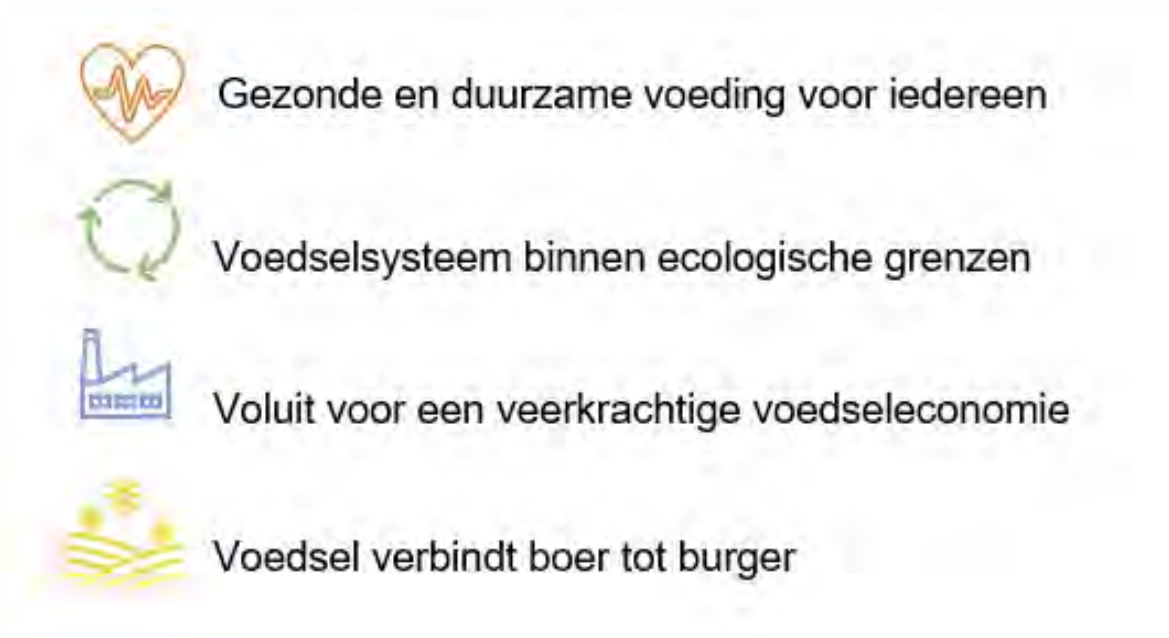 Gezonde en duurzame voeding voor iedereen
Voedselsysteem binnen ecologische grenzen
Voluit voor een veerkrachtige voedseleconomie
Voedsel verbindt boer tot burger